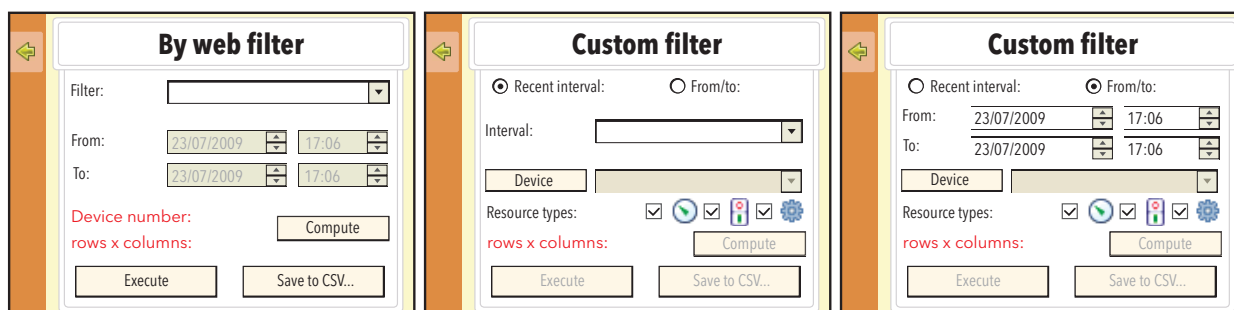 By web filter
Filter:
From: 23/07/2009 17:06
To: 23/07/2009 17:06
Device number:
rows x columns:
Compute
Execute Save to CSV...
Custom filter
Recent interval: From/to:
Interval:
Device
Resource types:
rows x columns: Compute
Execute Save to CSV...
Custom filter
Recent interval: From/to:
From: 23/07/2009 17:06
To: 23/07/2009 17:06
Device
Resource types:
rows x columns: Compute
Execute Save to CSV...